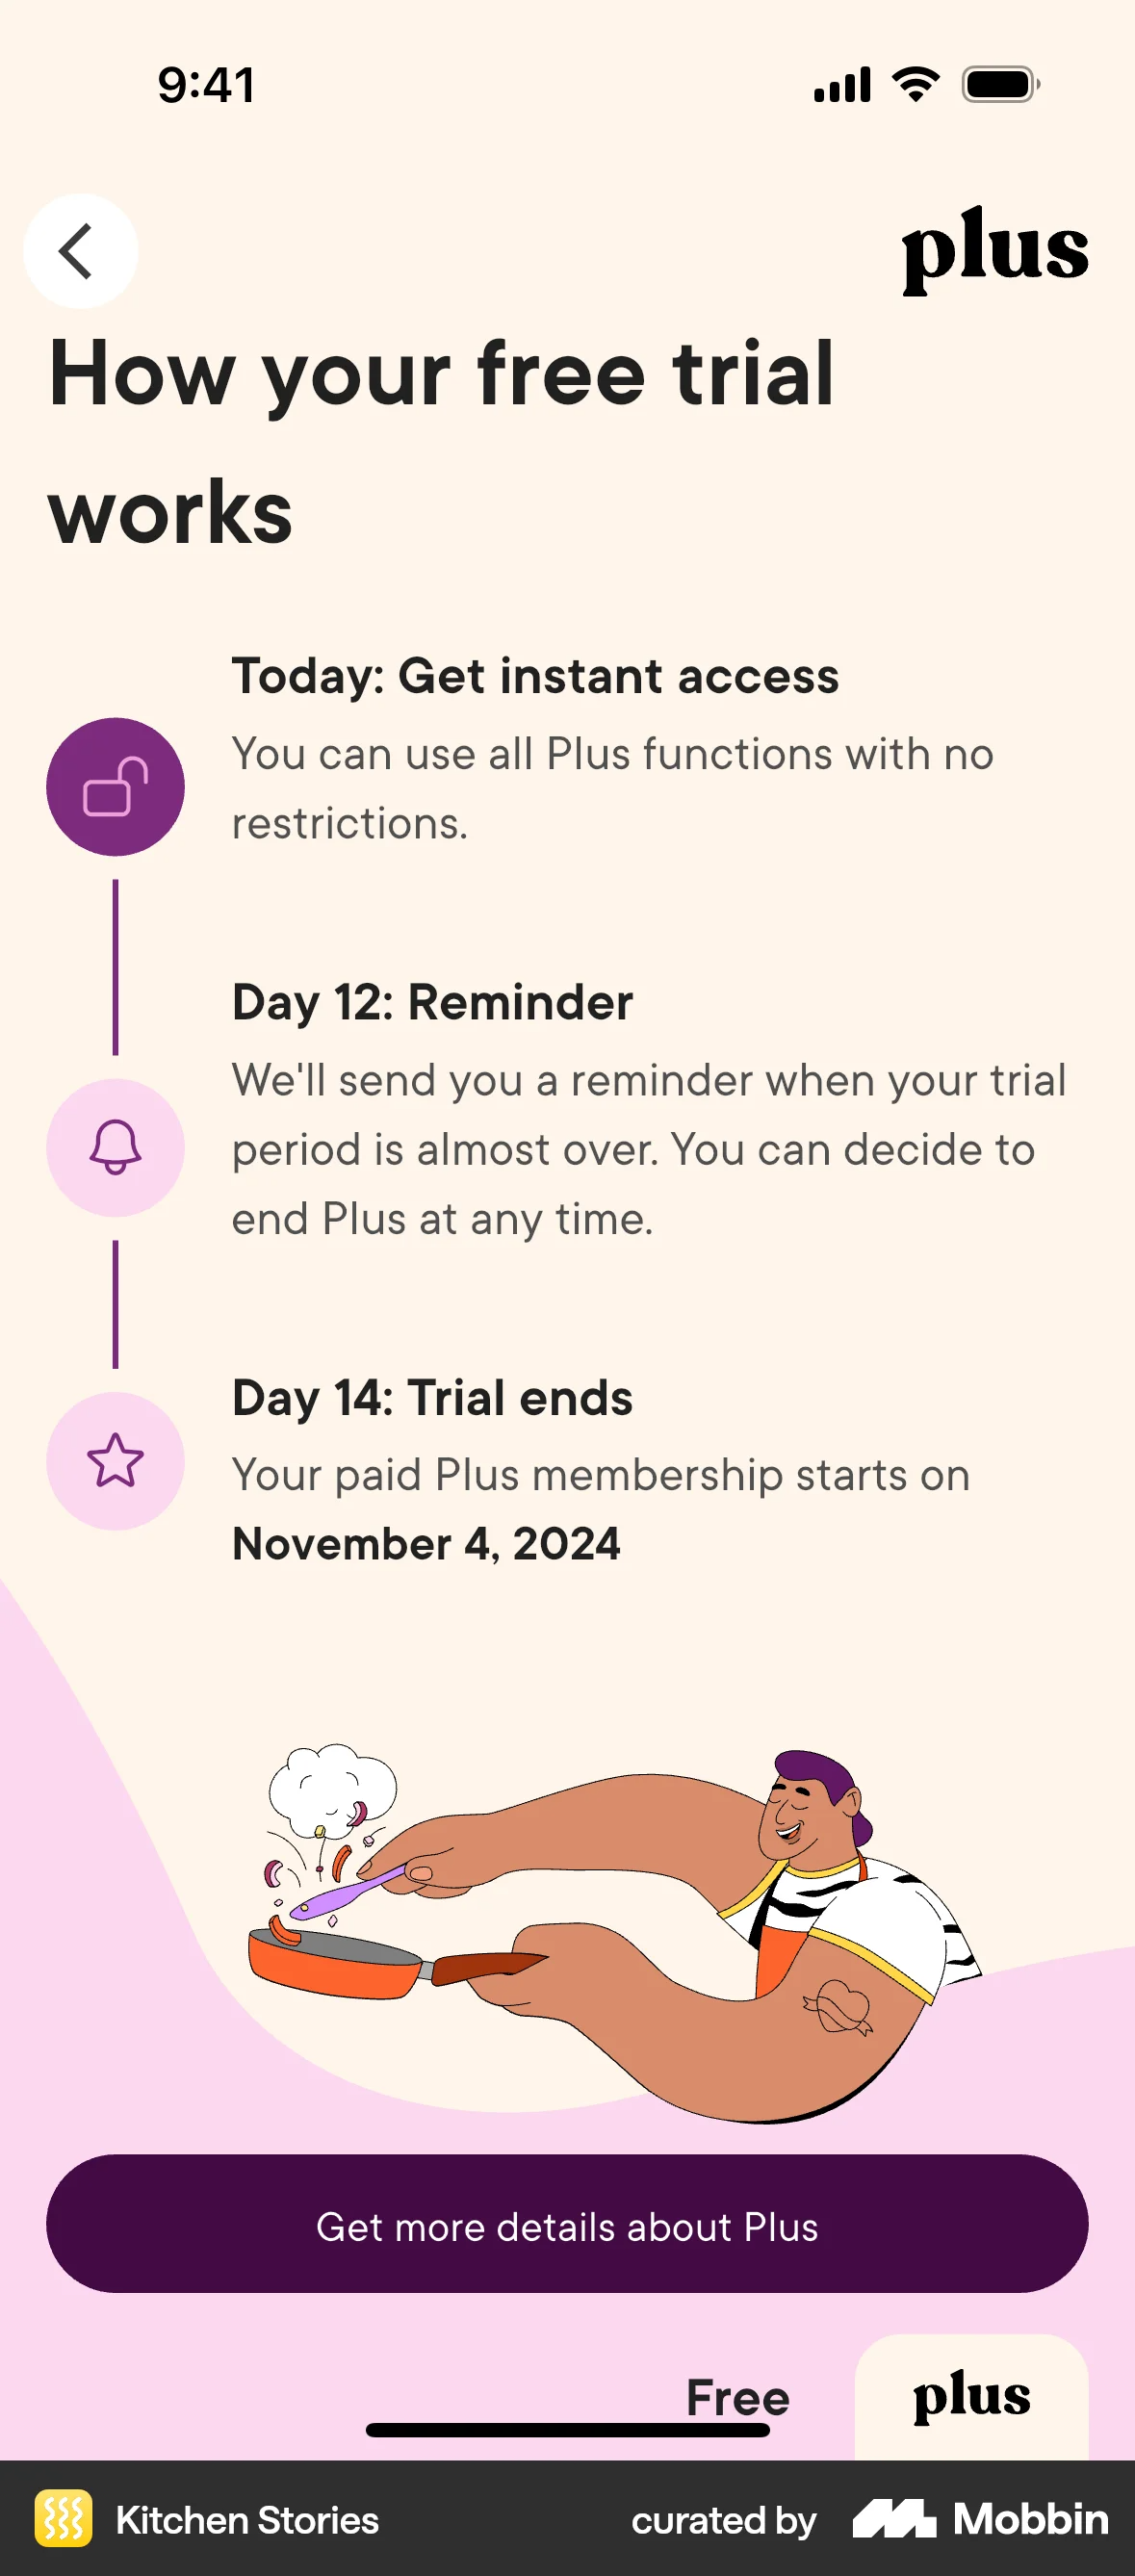 9:41
plus
How your free trial
works
Today: Get instant access
You can use all Plus functions with no
restrictions.
Day 12: Reminder
We'll send you a reminder when your trial
period is almost over. You can decide to
end Plus at any time.
Day 14: Trial ends
Your paid Plus membership starts on
November 4, 2024
Get more details about Plus
Free
plus
Kitchen Stories
curated by Mobbin